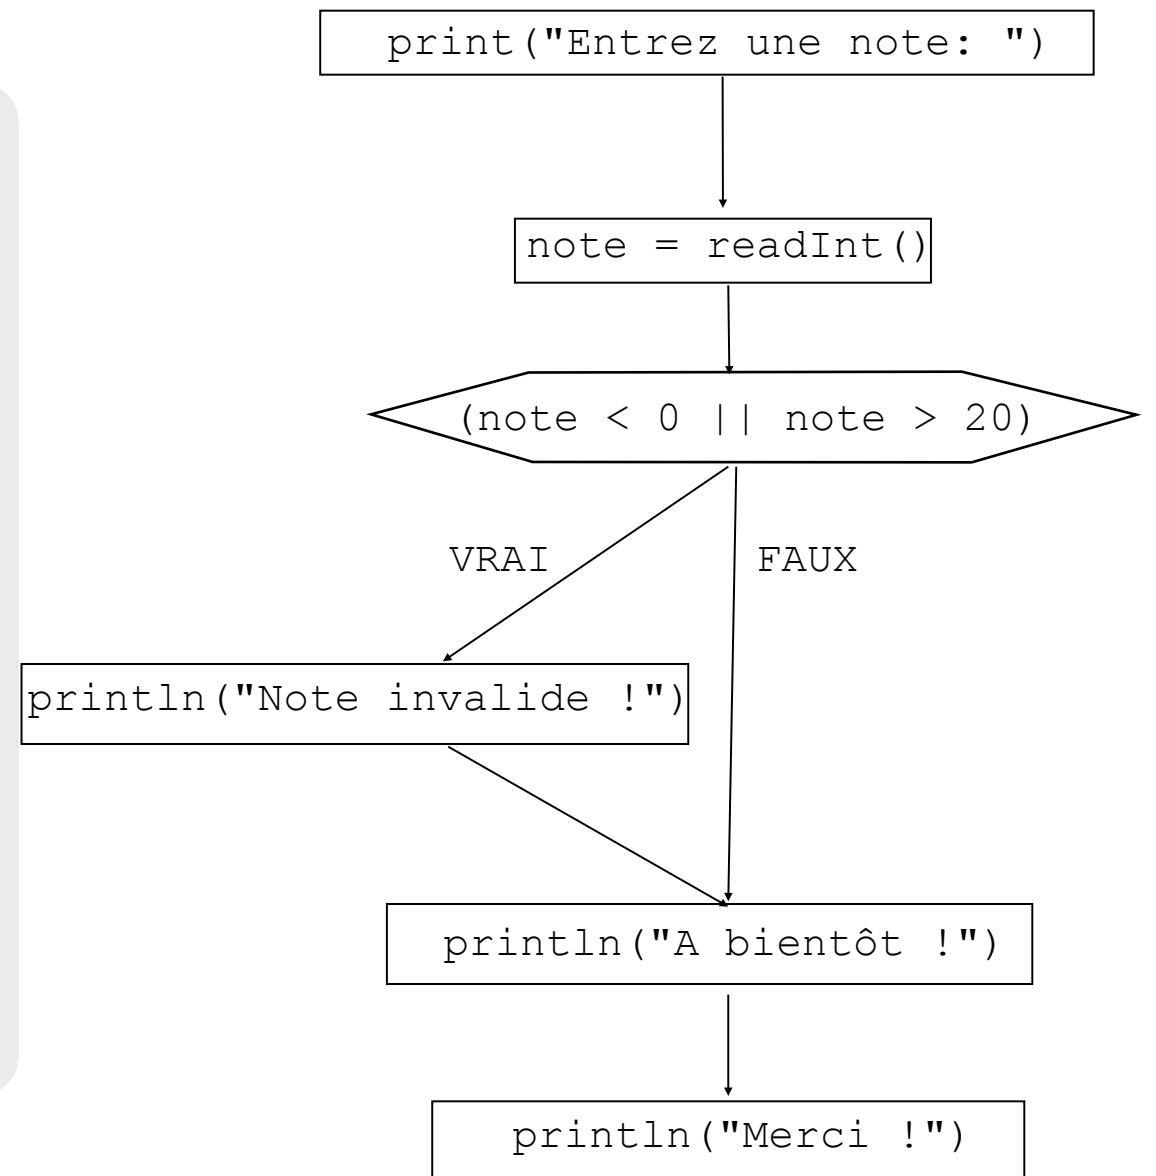 print("Entrez une note: ")
note = readInt()
(note < 0 || note > 20)
VRAI
FAUX
println("Note invalide !")
println("A bientôt !")
println("Merci !")